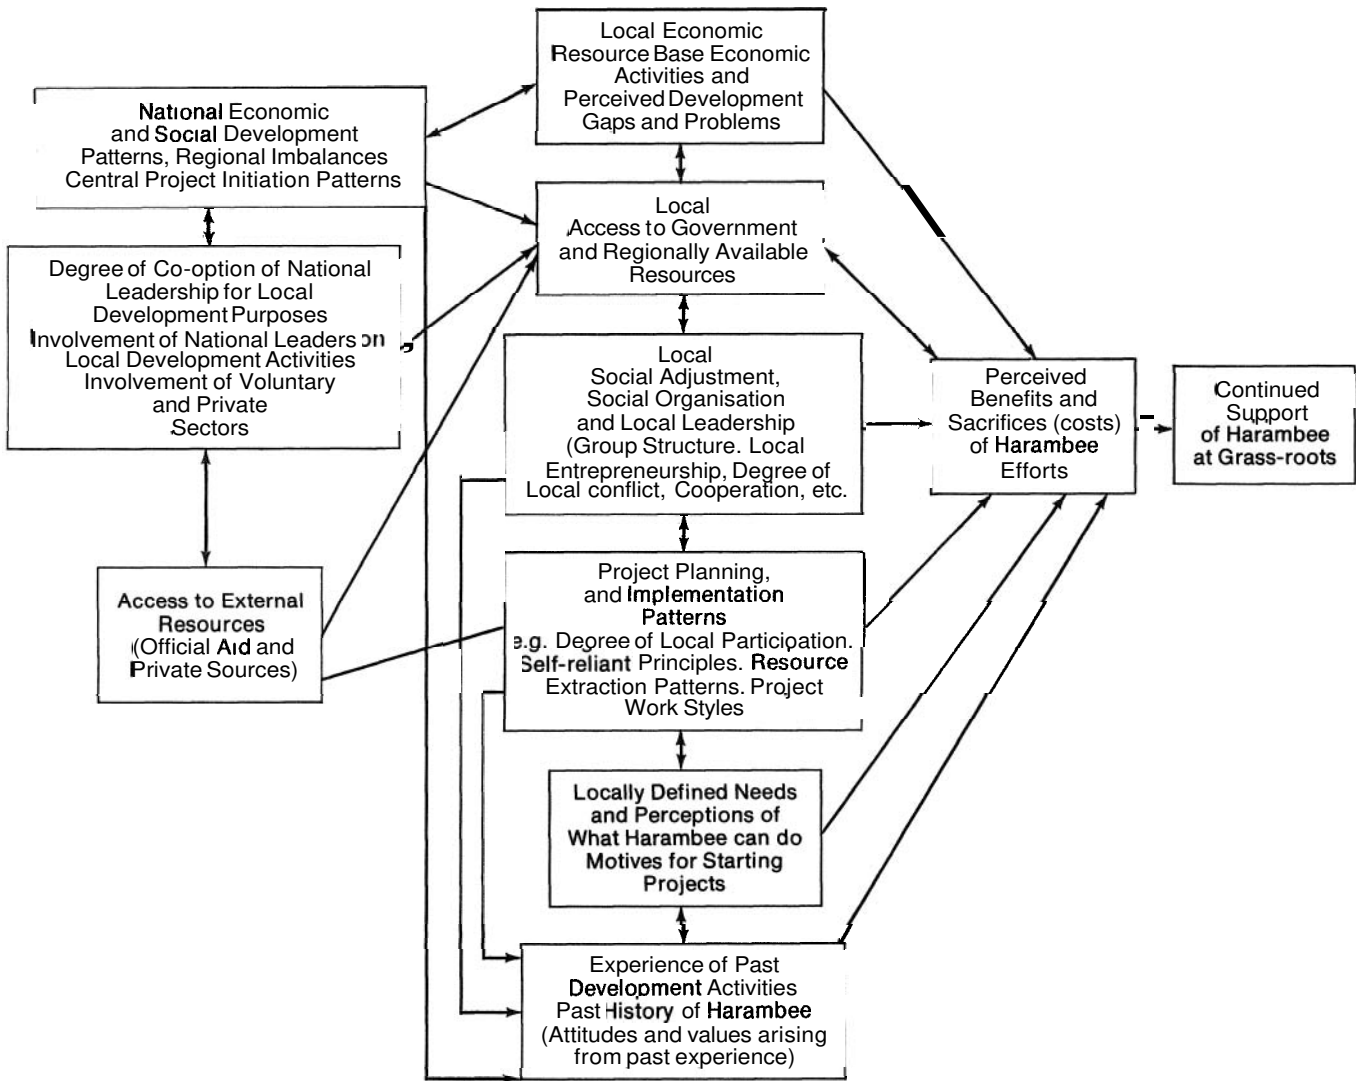 Local Economic
Resource Base Economic
Activities and
Perceived Development
Gaps and Problems
National Economic
and Social Development
Patterns, Regional Imbalances
Central Project Initiation Patterns
Local
Access to Government
and Regionally Available
Resources
Degree of Co-option of National
Leadership for Local
Development Purposes
Involvement of National Leaders on
Local Development Activities
Involvement of Voluntary
and Private
Sectors
Local
Social Adjustment,
Social Organisation
and Local Leadership
(Group Structure. Local
Entrepreneurship, Degree of
Local conflict, Cooperation, etc.
Perceived
Benefits and
Sacrifices (costs)
of Harambee
Efforts
Continued
Support
of Harambee
at Grass-roots
Access to External
Resources
(Official Aid and
Private Sources)
Project Planning,
and Implementation
Patterns
e.g. Degree of Local Participation.
Self-reliant Principles. Resource
Extraction Patterns. Project
Work Styles
Locally Defined Needs
and Perceptions of
What Harambee can do
Motives for Starting
Projects
Experience of Past
Development Activities
Past History of Harambee
(Attitudes and values arising
from past experience)